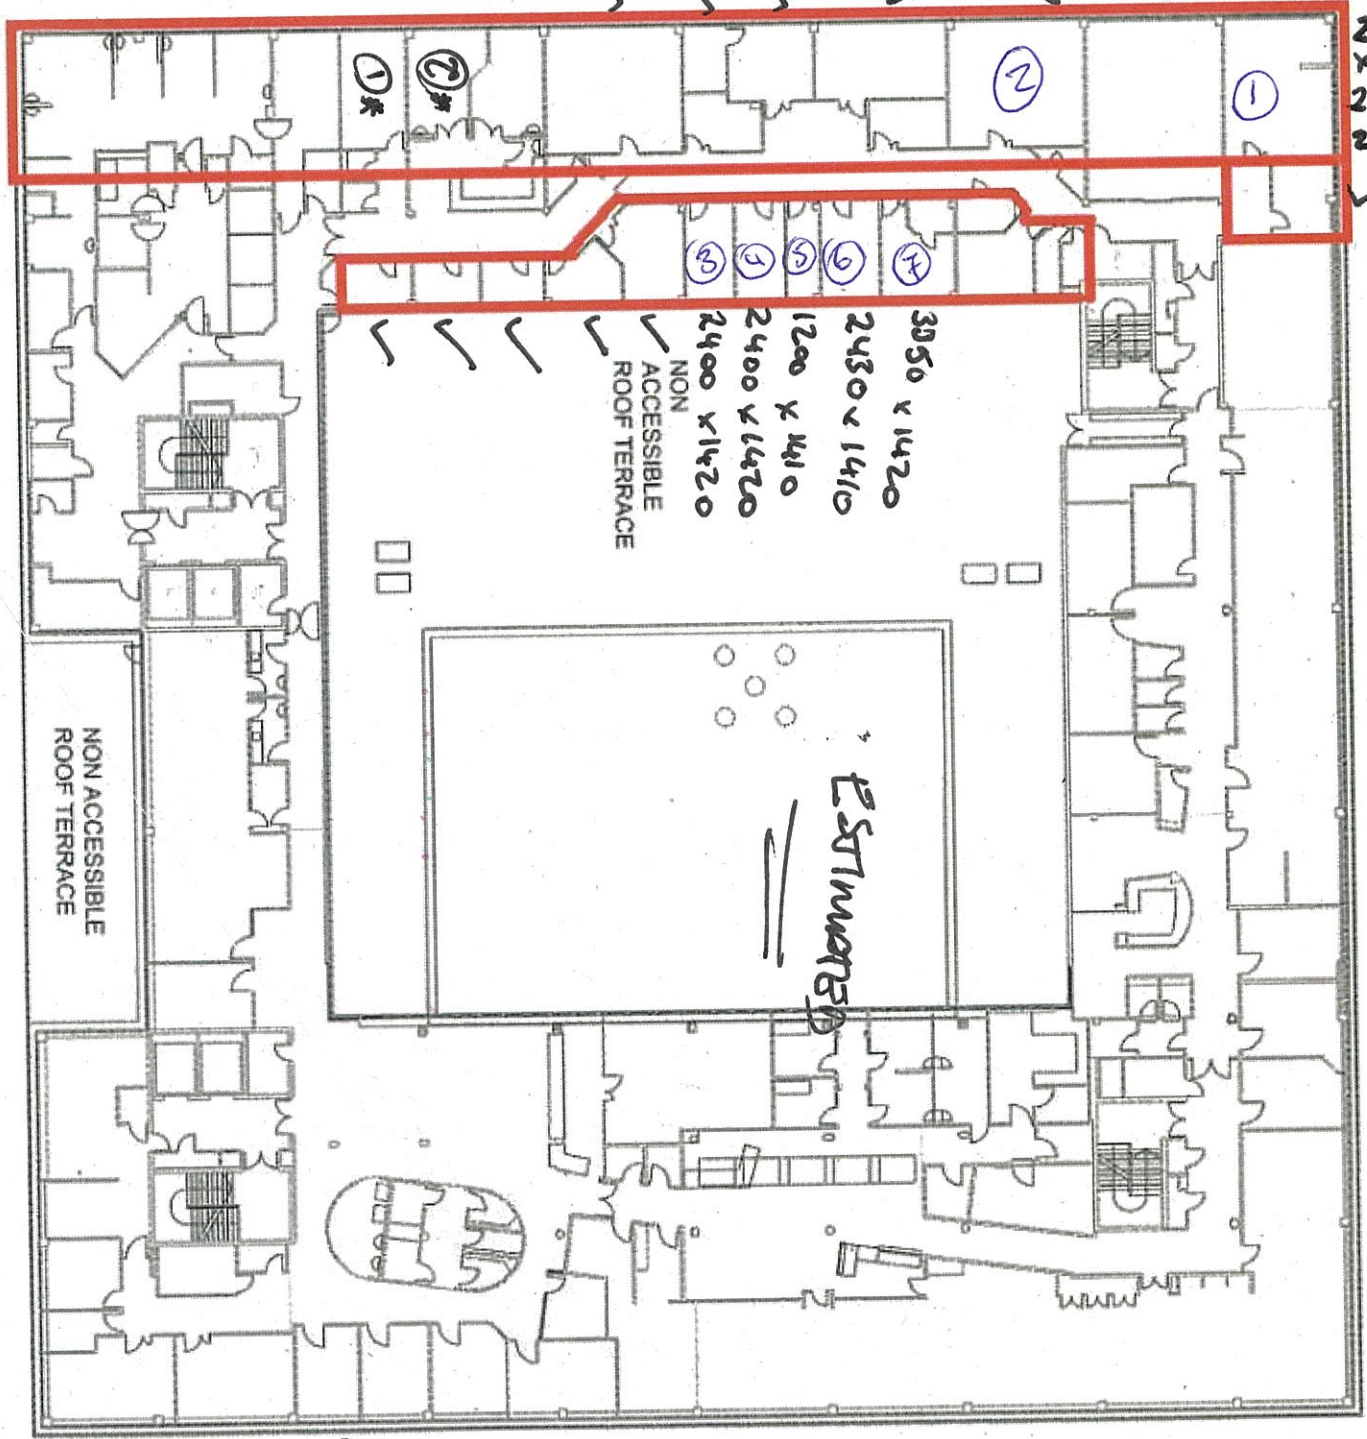 ①
②
②*
①*
③
④
⑤
⑥
⑦
3050 x 1420
2430 x 1410
1200 x 1410
2400 x 1420
2400 x 1420
NON
ACCESSIBLE
ROOF TERRACE
NON ACCESSIBLE
ROOF TERRACE